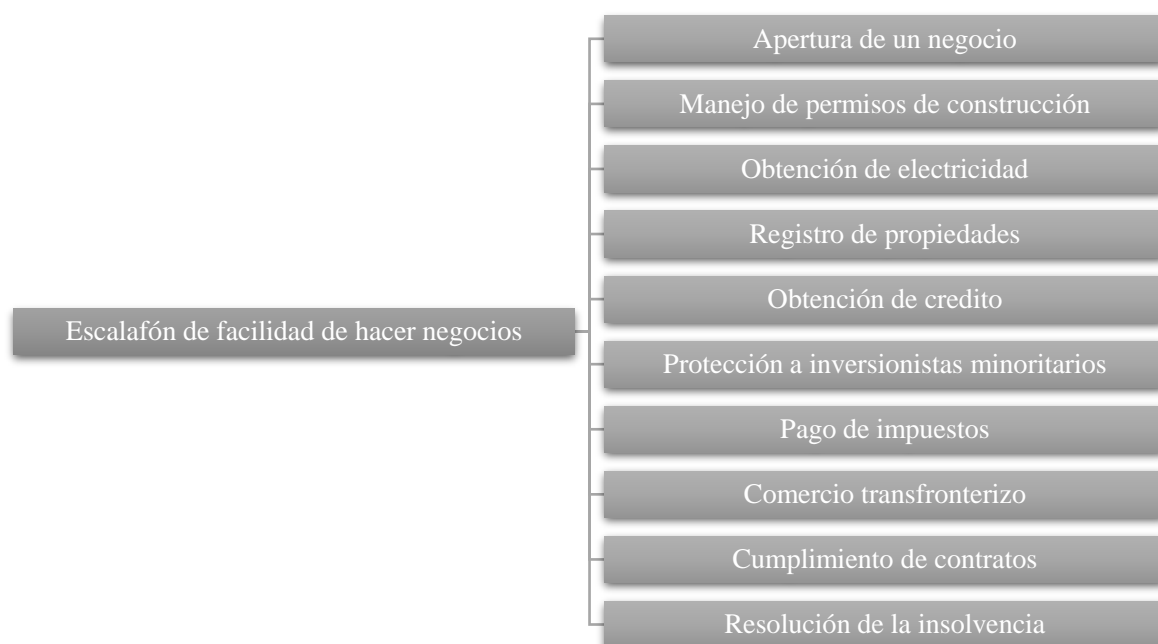 Escalafón de facilidad de hacer negocios
Apertura de un negocio
Manejo de permisos de construcción
Obtención de electricidad
Registro de propiedades
Obtención de credito
Protección a inversionistas minoritarios
Pago de impuestos
Comercio transfronterizo
Cumplimiento de contratos
Resolución de la insolvencia